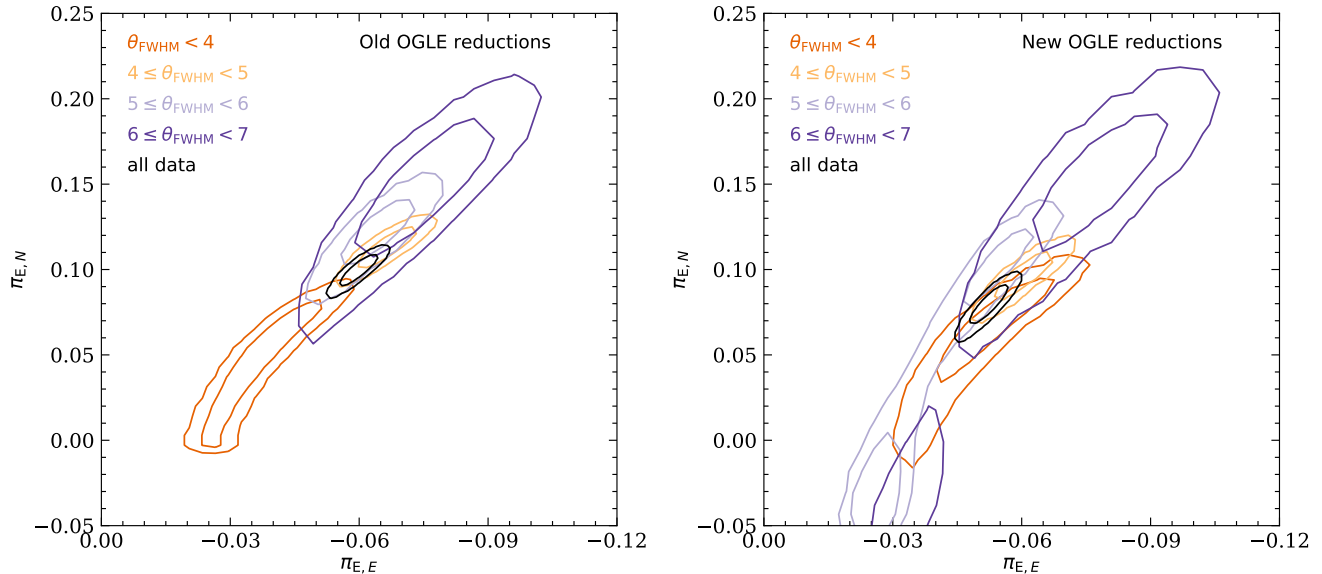 θFWHM < 4
Old OGLE reductions
4 ≤ θFWHM < 5
5 ≤ θFWHM < 6
6 ≤ θFWHM < 7
all data
0.20
0.15
0.10
0.05
0.00
−0.05
πE, N
0.00
−0.03
−0.06
−0.09
−0.12
πE, E
θFWHM < 4
New OGLE reductions
4 ≤ θFWHM < 5
5 ≤ θFWHM < 6
6 ≤ θFWHM < 7
all data
0.25
0.20
0.15
0.10
0.05
0.00
−0.05
πE, N
0.00
−0.03
−0.06
−0.09
−0.12
πE, E